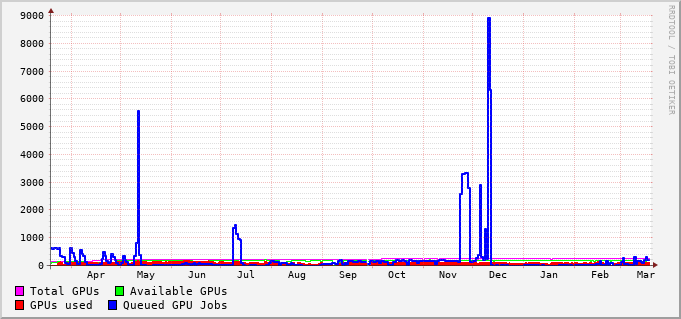 9000
8000
7000
6000
5000
4000
3000
2000
1000
0
Apr May Jun Jul Aug Sep Oct Nov Dec Jan Feb Mar
Total GPUs Available GPUs
GPUs used Queued GPU Jobs
RRDTOOL / TOBI OETIKER